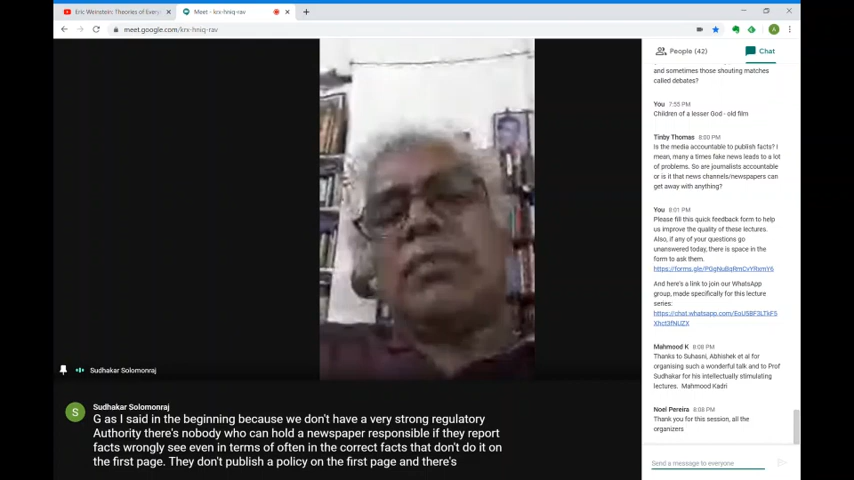 Eric Weinstein: Theories of Every
Meet - krx-hniq-rav
meet.google.com/krx-hniq-rav
People (42)
Chat
and sometimes those shouting matches
called debates?
You 7:55 PM
Children of a lesser God - old film
Tinby Thomas 8:00 PM
Is the media accountable to publish facts? I
mean, many a times fake news leads to a lot
of problems. So are journalists accountable
or is it that news channels/newspapers can
get away with anything?
You 8:01 PM
Please fill this quick feedback form to help
us improve the quality of these lectures.
Also, if any of your questions go
unanswered today, there is space in the
form to ask them.
And here's a link to join our WhatsApp
group, made specifically for this lecture
series:
Mahmood K 8:08 PM
Thanks to Suhasni, Abhishek et al for
organising such a wonderful talk and to Prof
Sudhakar for his intellectually stimulating
lectures. Mahmood Kadri
Noel Pereira 8:08 PM
Thank you for this session, all the
organizers
Send a message to everyone
Sudhakar Solomonraj
S
Sudhakar Solomonraj
G as I said in the beginning because we don't have a very strong regulatory
Authority there's nobody who can hold a newspaper responsible if they report
facts wrongly see even in terms of often in the correct facts that don't do it on
the first page. They don't publish a policy on the first page and there's